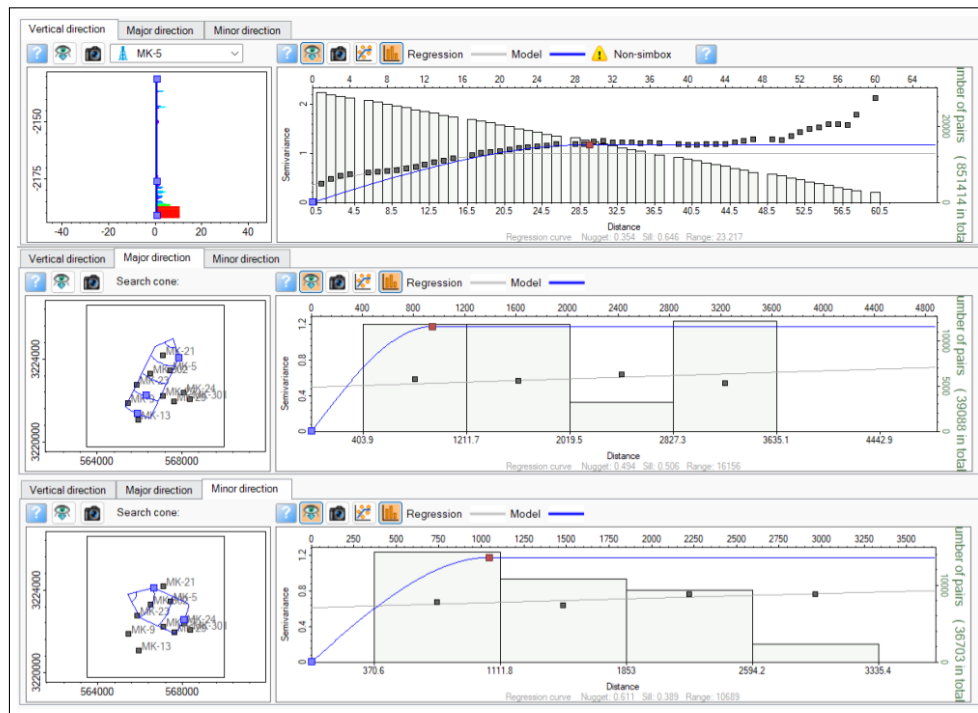 Vertical direction Major direction Minor direction
MK-5 Regression Model Non-simbox
0 4 8 12 16 20 24 28 32 36 40 44 48 52 56 60 64
-2150
-2175
-40 -20 0 20 40
Semivariance
2
1
0
20000
10000
0
umber of pairs ( 851414 in total
0.5 4.5 8.5 12.5 16.5 20.5 24.5 28.5 32.5 36.5 40.5 44.5 48.5 52.5 56.5 60.5
Distance
Regression curve Nugget: 0.354 Sill: 0.646 Range: 23.217
Vertical direction Major direction Minor direction
Search cone: Regression Model
0 400 800 1200 1600 2000 2400 2800 3200 3600 4000 4400 4800
3224000
3220000
MK-21
MK-5
MK-23
MK-24
MK-9
MK-13
564000 568000
Semivariance
1.2
0.8
0.4
0
10000
5000
0
umber of pairs ( 39088 in total
403.9 1211.7 2019.5 2827.3 3635.1 4442.9
Distance
Regression curve Nugget: 0.494 Sill: 0.506 Range: 16156
Vertical direction Major direction Minor direction
Search cone: Regression Model
0 250 500 750 1000 1250 1500 1750 2000 2250 2500 2750 3000 3250 3500
3224000
3220000
MK-21
MK-5
MK-23
MK-24
MK-9
MK-13
564000 568000
Semivariance
1.2
0.8
0.4
0
10000
5000
0
umber of pairs ( 36703 in total
370.6 1111.8 1853 2594.2 3335.4
Distance
Regression curve Nugget: 0.611 Sill: 0.389 Range: 10689